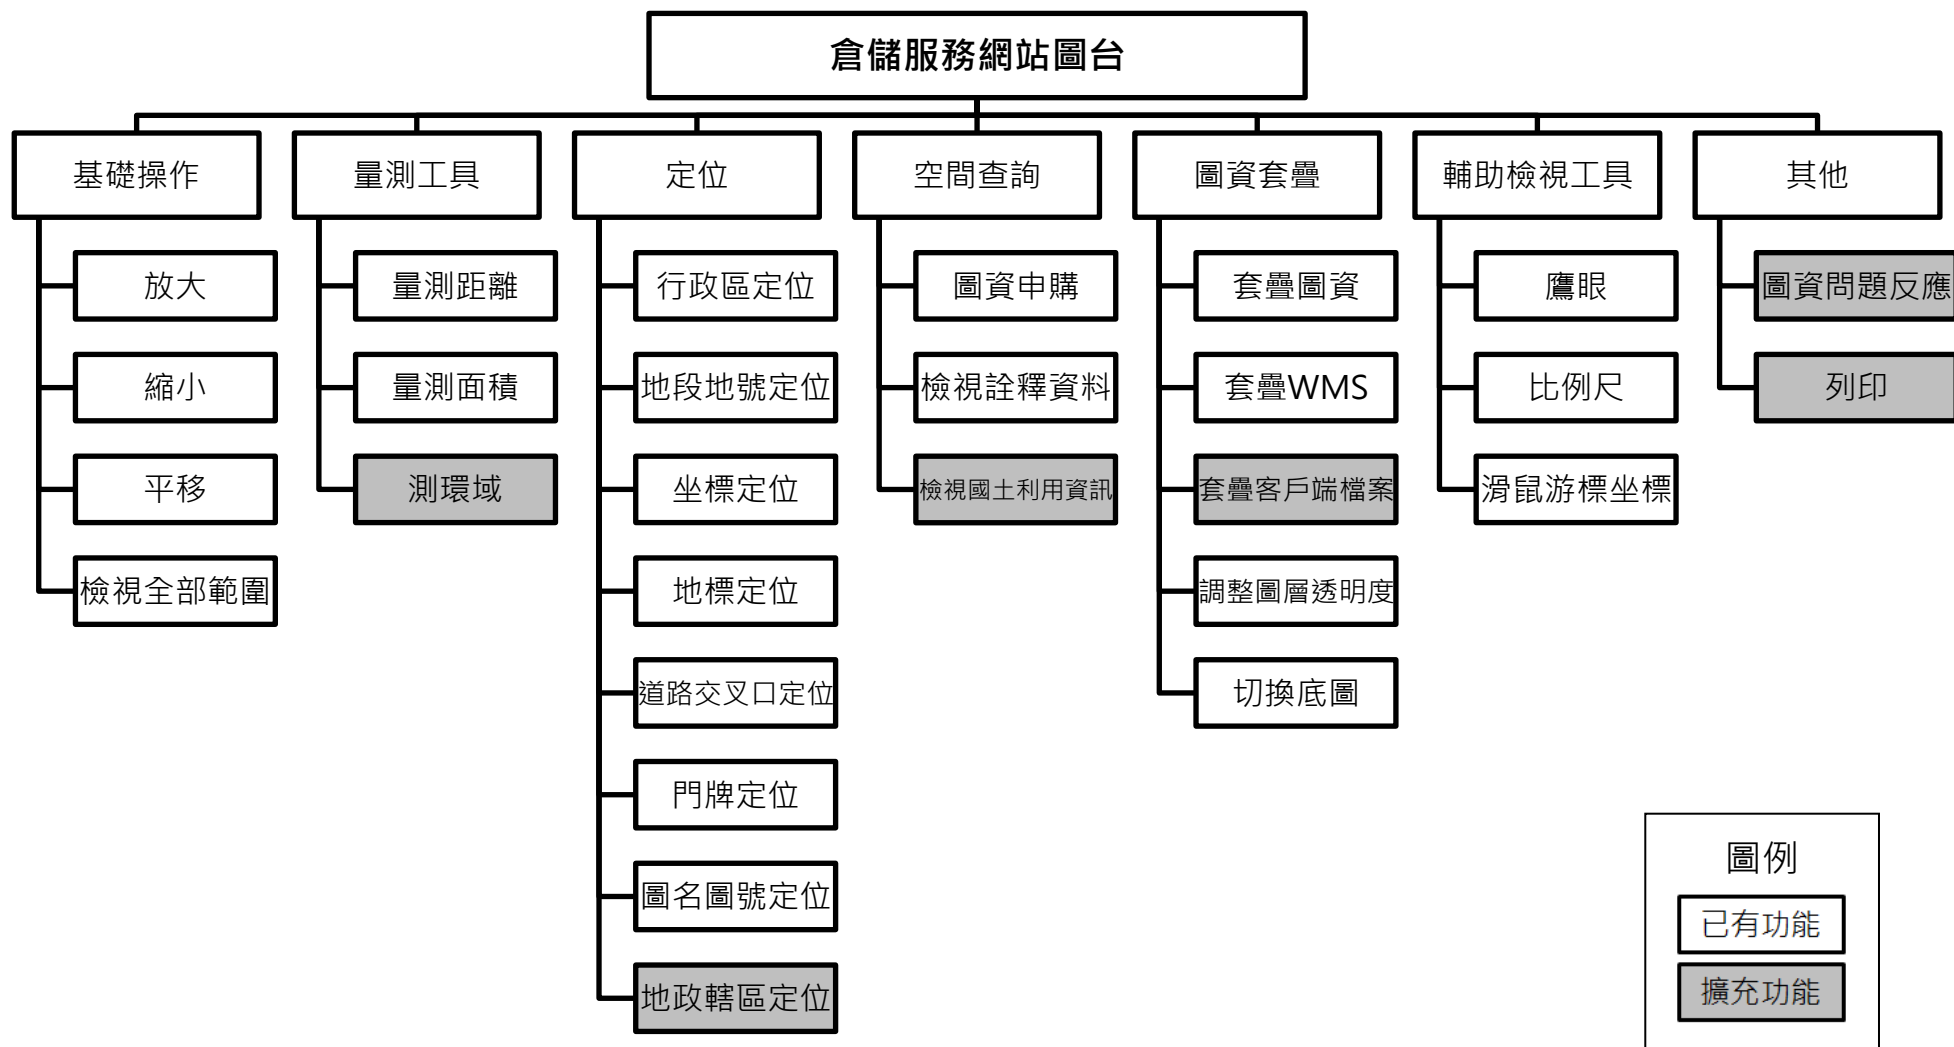 倉儲服務網站圖台
基礎操作
量測工具
定位
空間查詢
圖資套疊
輔助檢視工具
其他
放大
縮小
平移
檢視全部範圍
量測距離
量測面積
測環域
行政區定位
地段地號定位
坐標定位
地標定位
道路交叉口定位
門牌定位
圖名圖號定位
地政轄區定位
圖資申購
檢視詮釋資料
檢視國土利用資訊
套疊圖資
套疊WMS
套疊客戶端檔案
調整圖層透明度
切換底圖
鷹眼
比例尺
滑鼠游標坐標
圖資問題反應
列印
圖例
已有功能
擴充功能